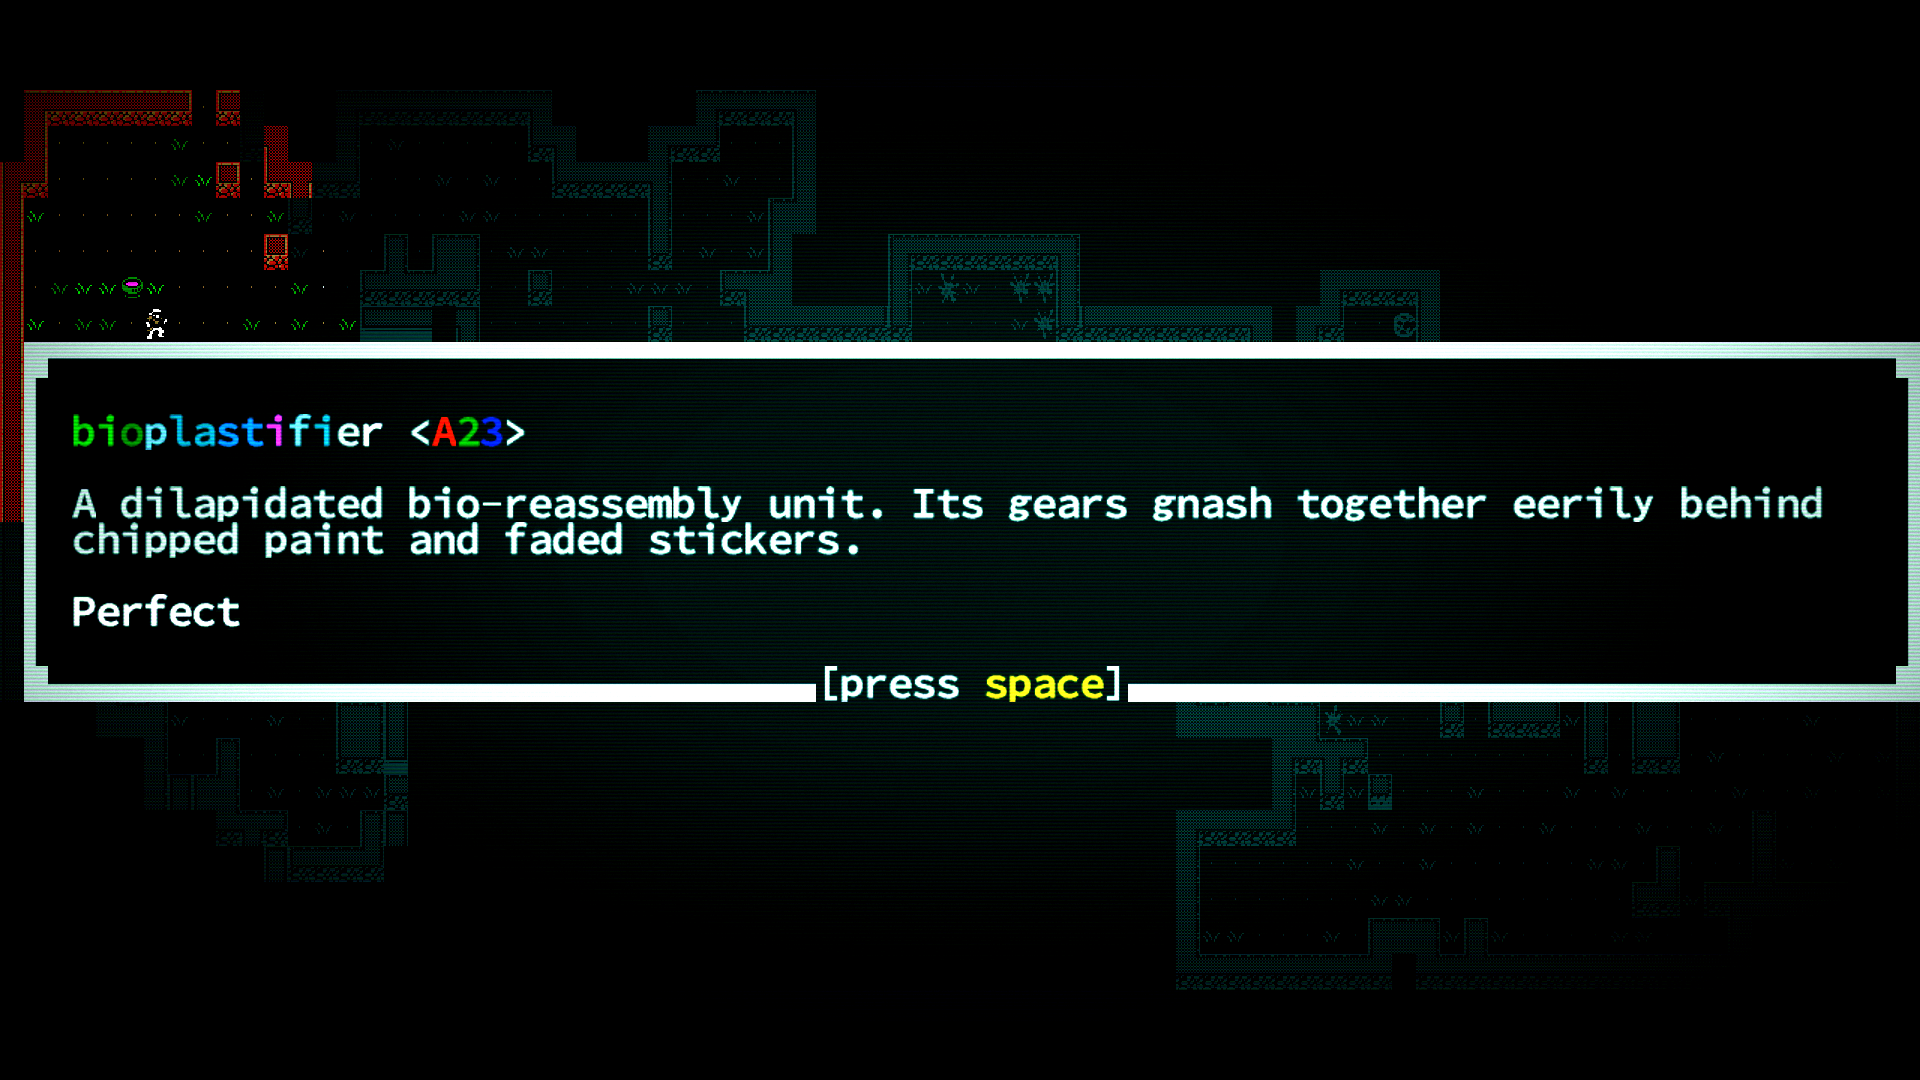 bioplastifier <A23>
A dilapidated bio-reassembly unit. Its gears gnash together eerily behind
chipped paint and faded stickers.
Perfect
[press space]